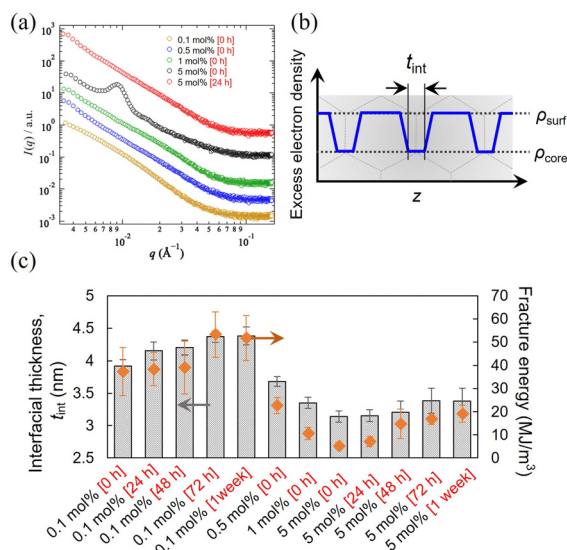 (a)
10³
10²
10¹
10⁰
10⁻¹
10⁻²
10⁻³
I(q) / a.u.
0.1 mol% [0 h]
0.5 mol% [0 h]
1 mol% [0 h]
5 mol% [0 h]
5 mol% [24 h]
4 5 6 7 8 9 10⁻² 2 3 4 5 6 7 8 9 10⁻¹
q (Å⁻¹)
(b)
t_int
Excess electron density
ρ_surf
ρ_core
z
(c)
Interfacial thickness,
t_int (nm)
5
4.5
4
3.5
3
2.5
70
60
50
40
30
20
10
0
Fracture energy
(MJ/m³)
0.1 mol% [0 h]
0.1 mol% [24 h]
0.1 mol% [48 h]
0.1 mol% [72 h]
0.1 mol% [1week]
0.5 mol% [0 h]
1 mol% [0 h]
5 mol% [0 h]
5 mol% [24 h]
5 mol% [48 h]
5 mol% [72 h]
5 mol% [1 week]